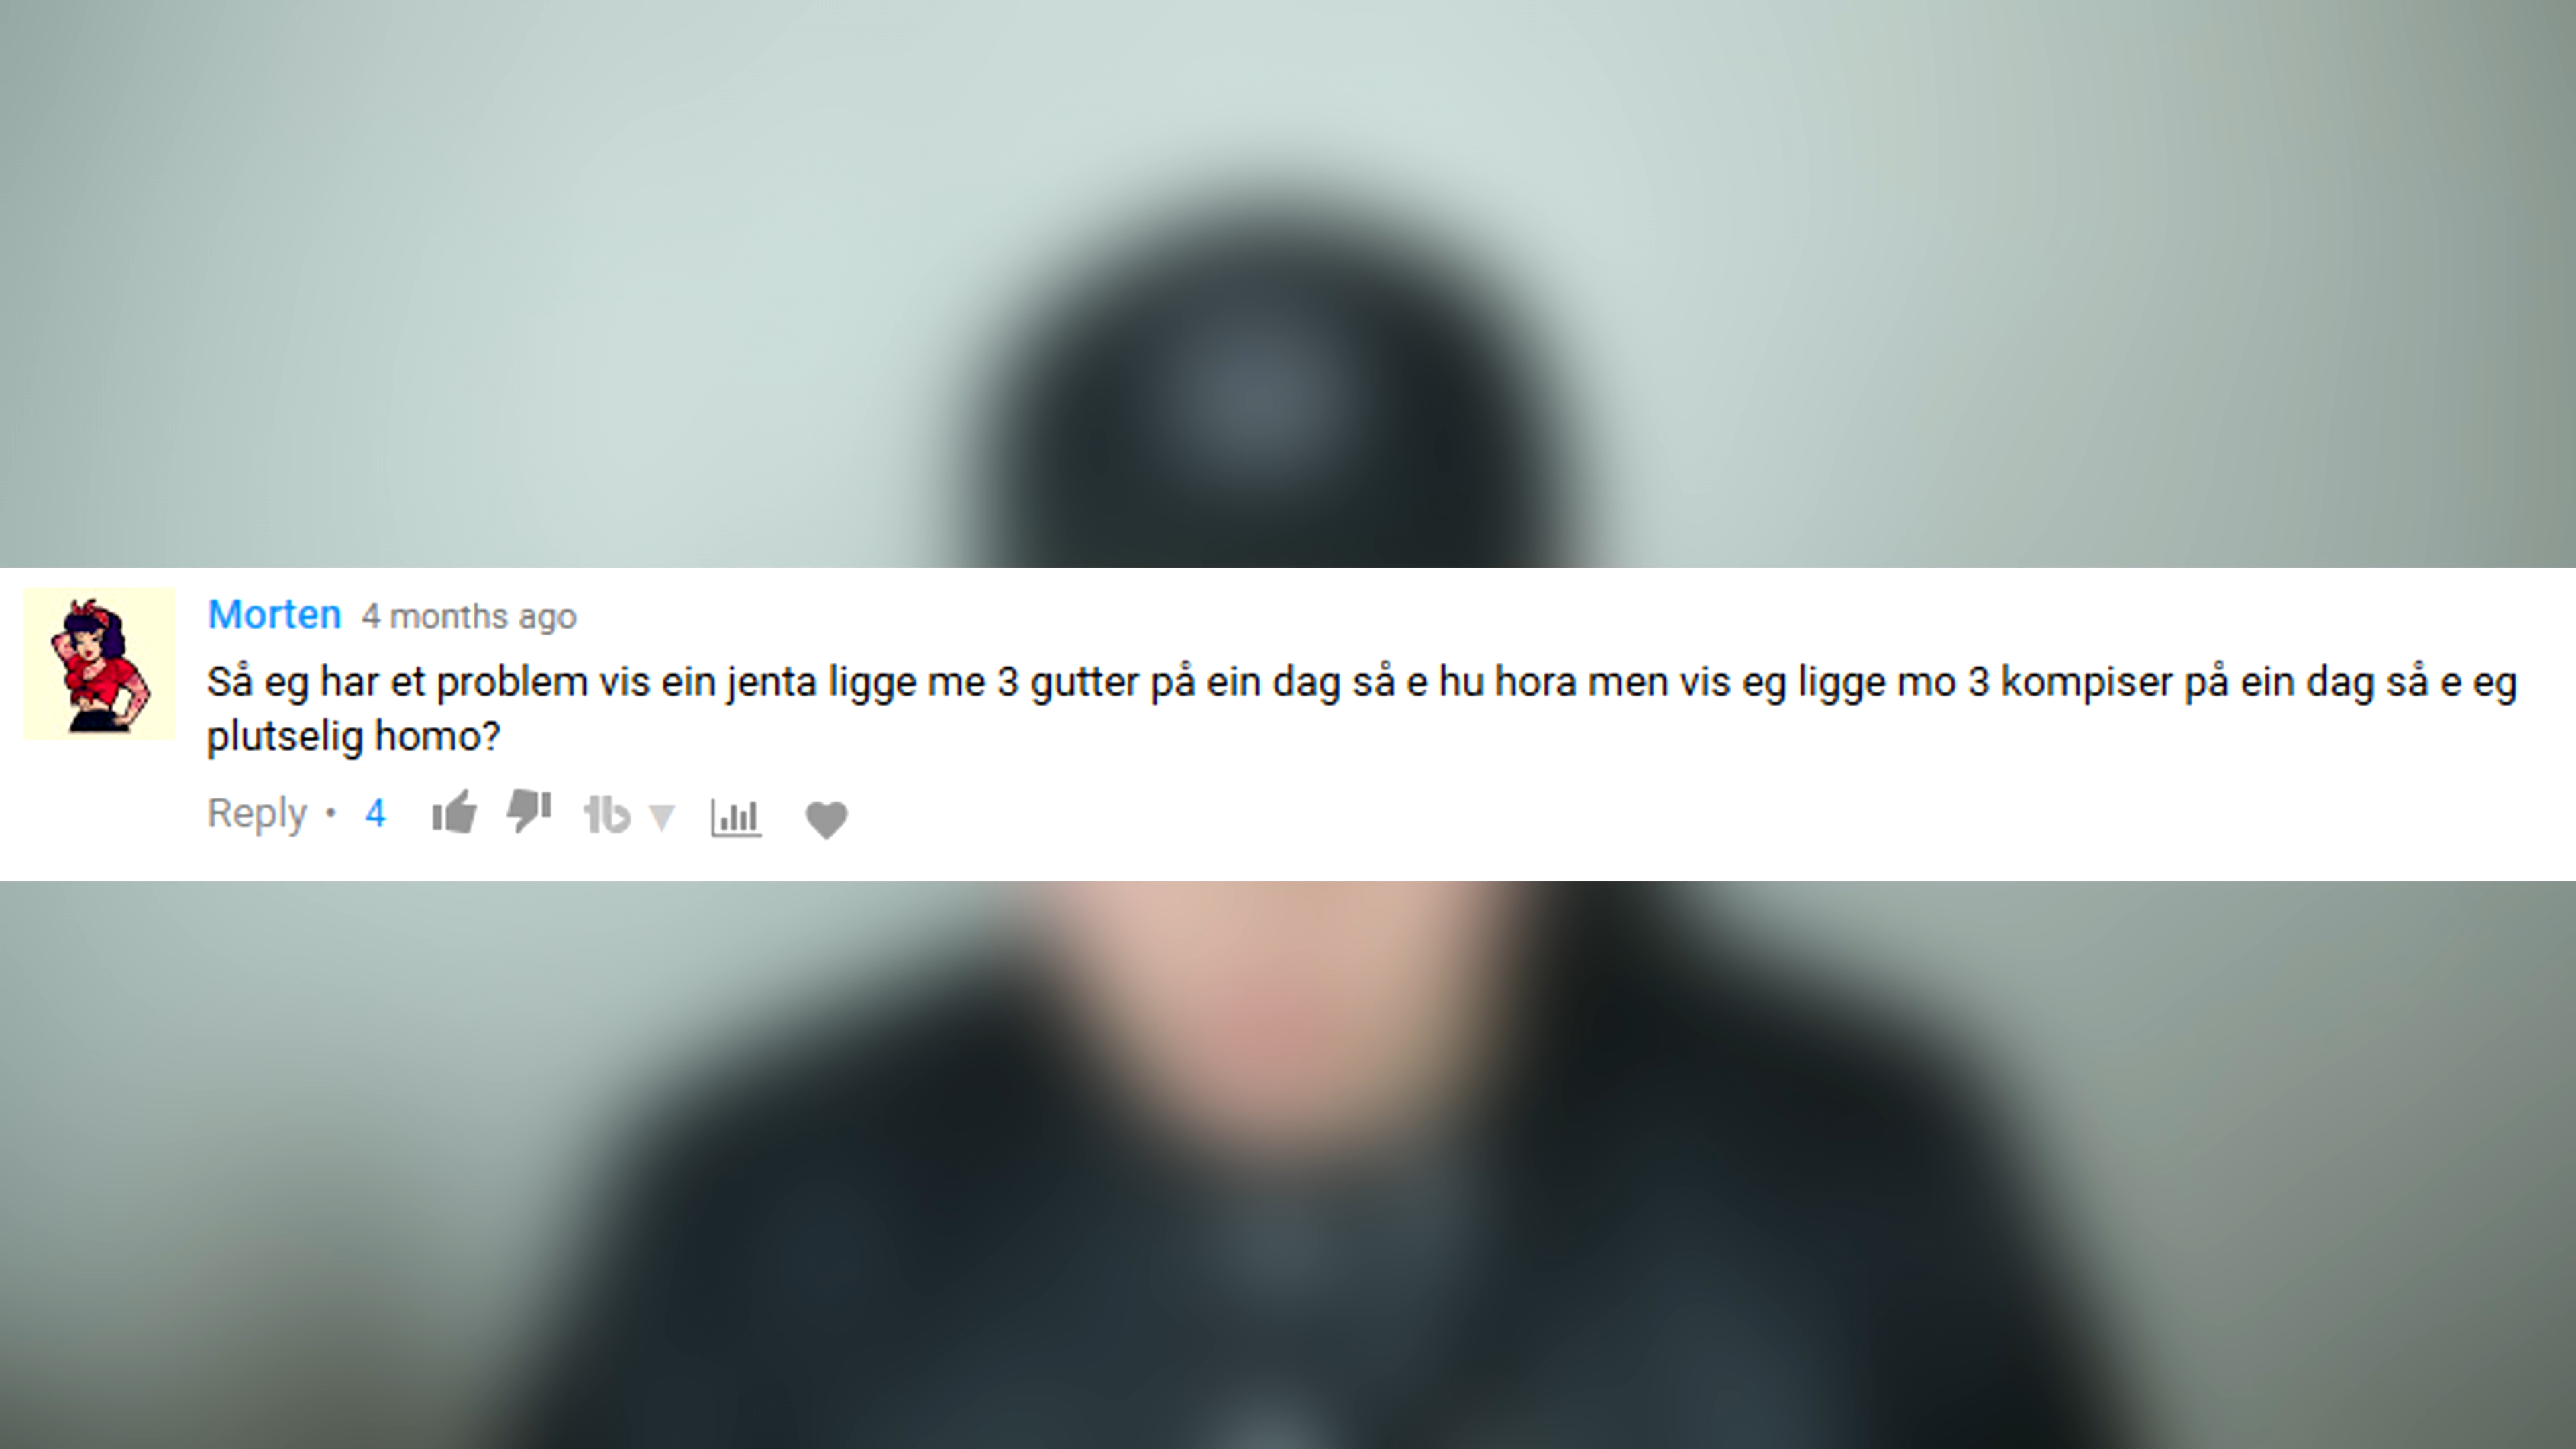 Morten 4 months ago
Så eg har et problem vis ein jenta ligge me 3 gutter på ein dag så e hu hora men vis eg ligge mo 3 kompiser på ein dag så e eg
plutselig homo?
Reply • 4